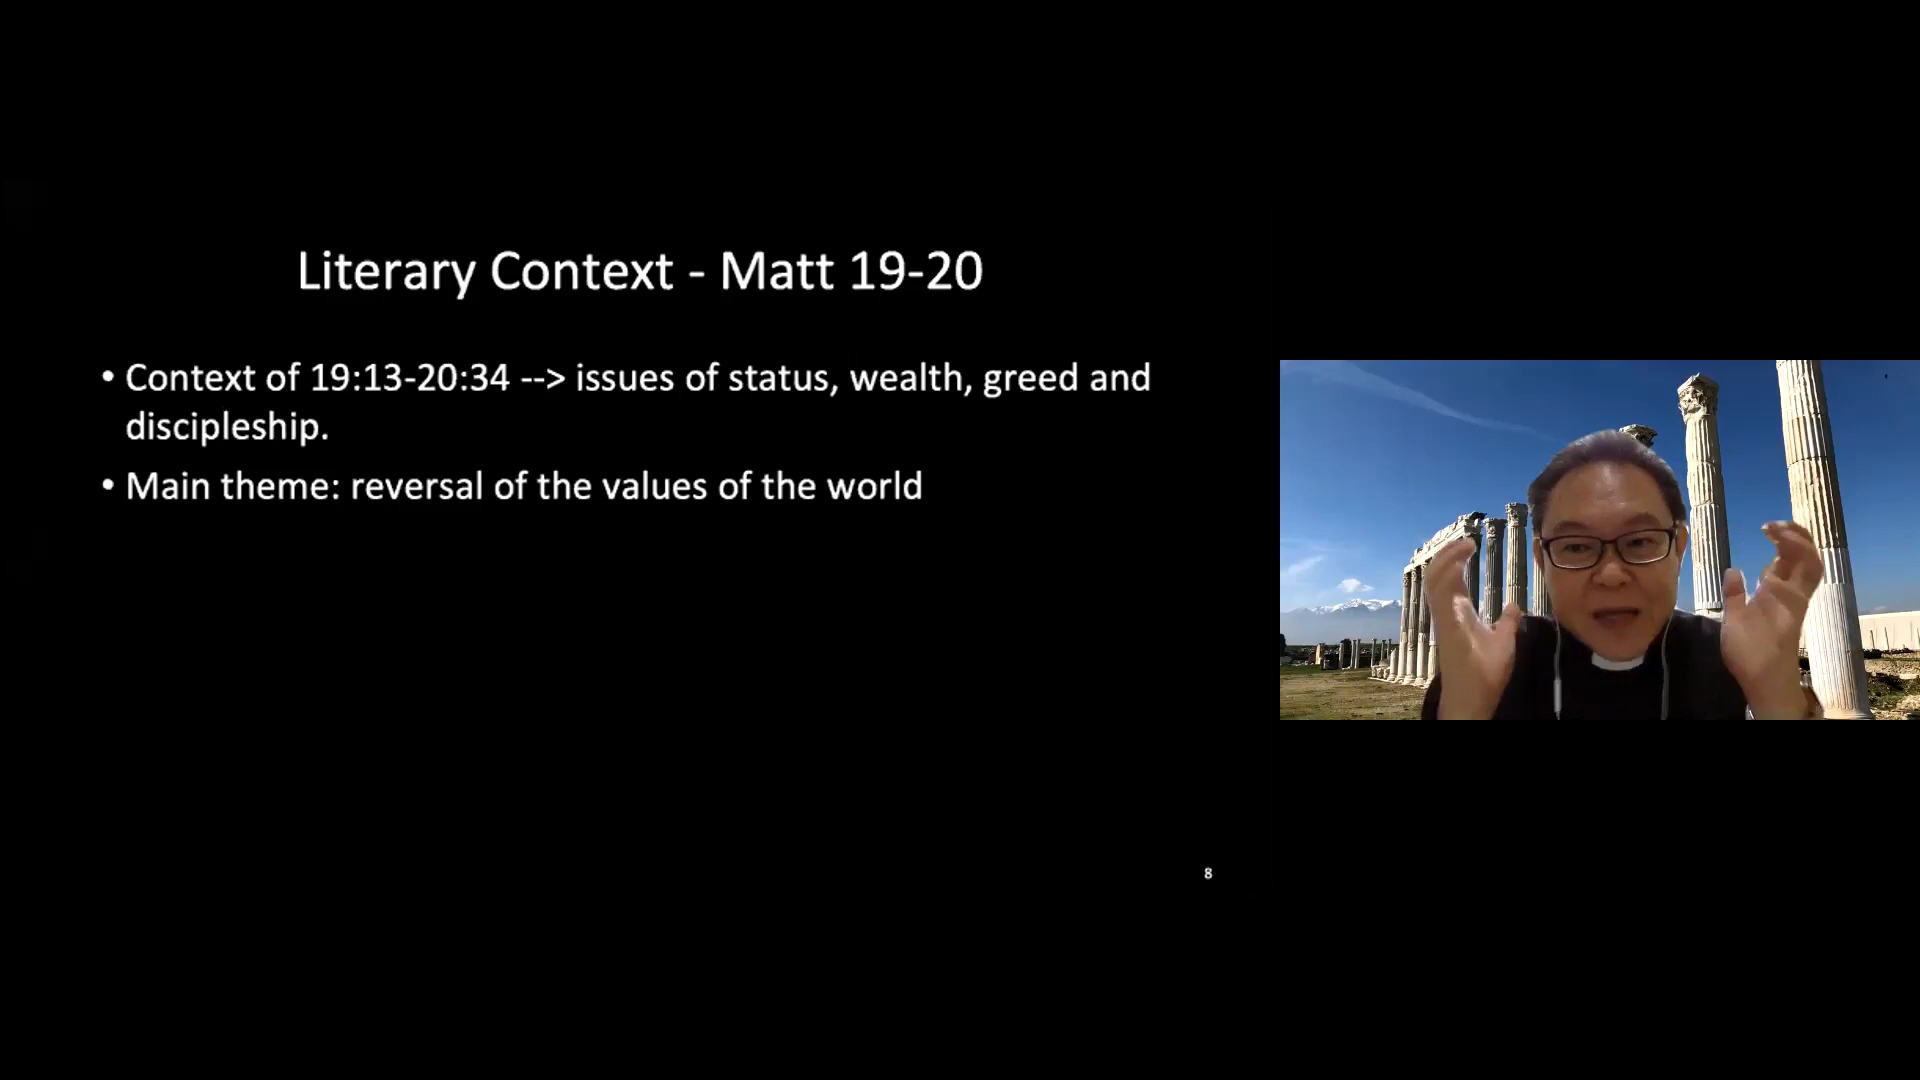 Literary Context - Matt 19-20
• Context of 19:13-20:34 --> issues of status, wealth, greed and
discipleship.
• Main theme: reversal of the values of the world
8